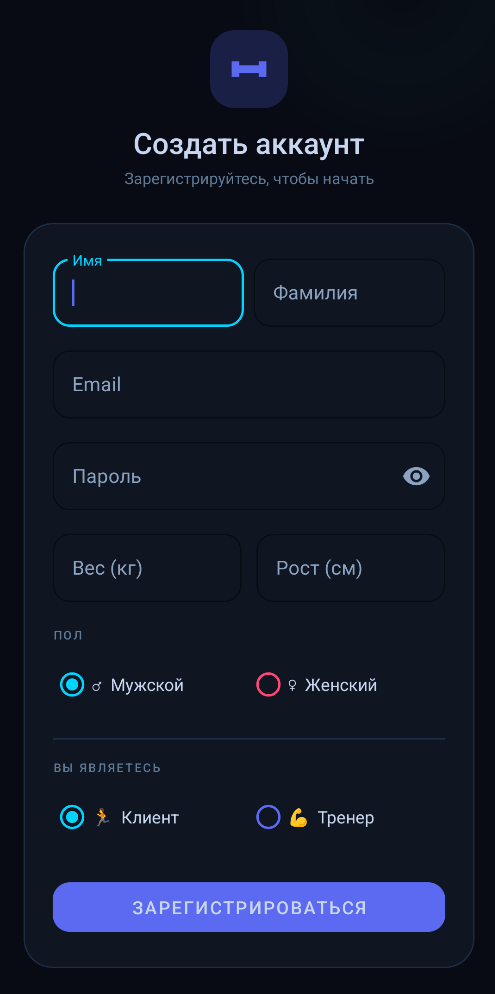 Создать аккаунт
Зарегистрируйтесь, чтобы начать
Имя
Фамилия
Email
Пароль
Вес (кг) Рост (см)
ПОЛ
♂ Мужской ♀ Женский
ВЫ ЯВЛЯЕТЕСЬ
🏃 Клиент 💪 Тренер
ЗАРЕГИСТРИРОВАТЬСЯ